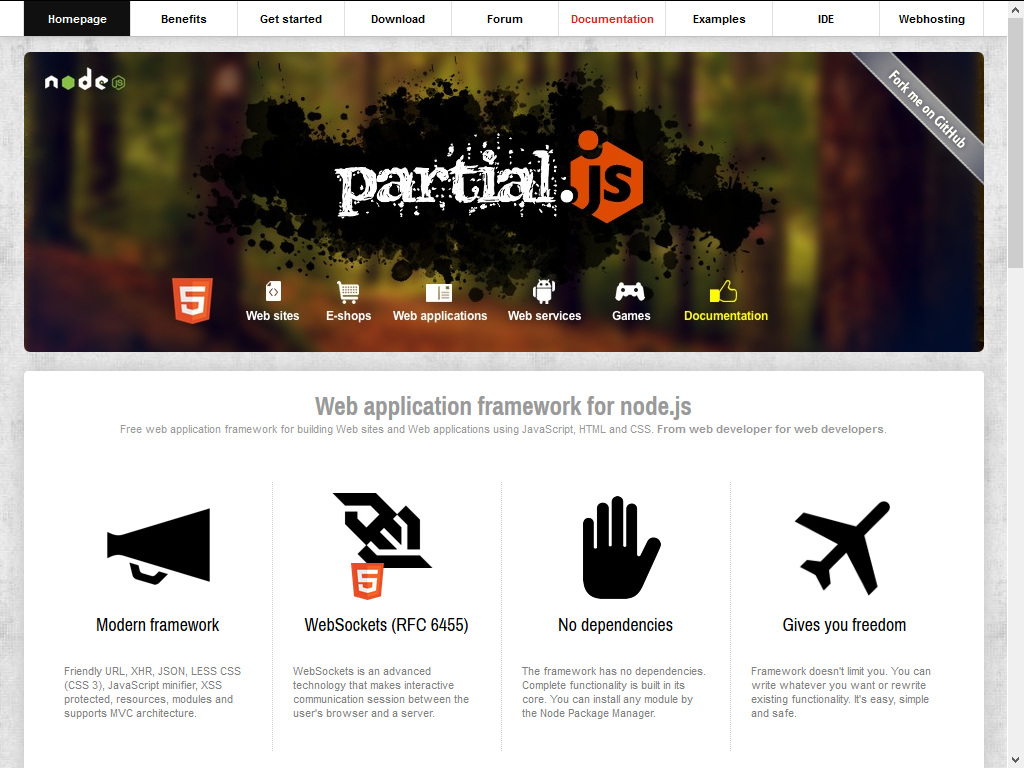 Homepage Benefits Get started Download Forum Documentation Examples IDE Webhosting
node JS
Fork me on GitHub
partial.js
5
Web sites E-shops Web applications Web services Games Documentation
Web application framework for node.js
Free web application framework for building Web sites and Web applications using JavaScript, HTML and CSS. From web developer for web developers.
5
Modern framework
Friendly URL, XHR, JSON, LESS CSS
(CSS 3), JavaScript minifier, XSS
protected, resources, modules and
supports MVC architecture.
WebSockets (RFC 6455)
WebSockets is an advanced
technology that makes interactive
communication session between the
user's browser and a server.
No dependencies
The framework has no dependencies.
Complete functionality is built in its
core. You can install any module by
the Node Package Manager.
Gives you freedom
Framework doesn't limit you. You can
write whatever you want or rewrite
existing functionality. It's easy, simple
and safe.